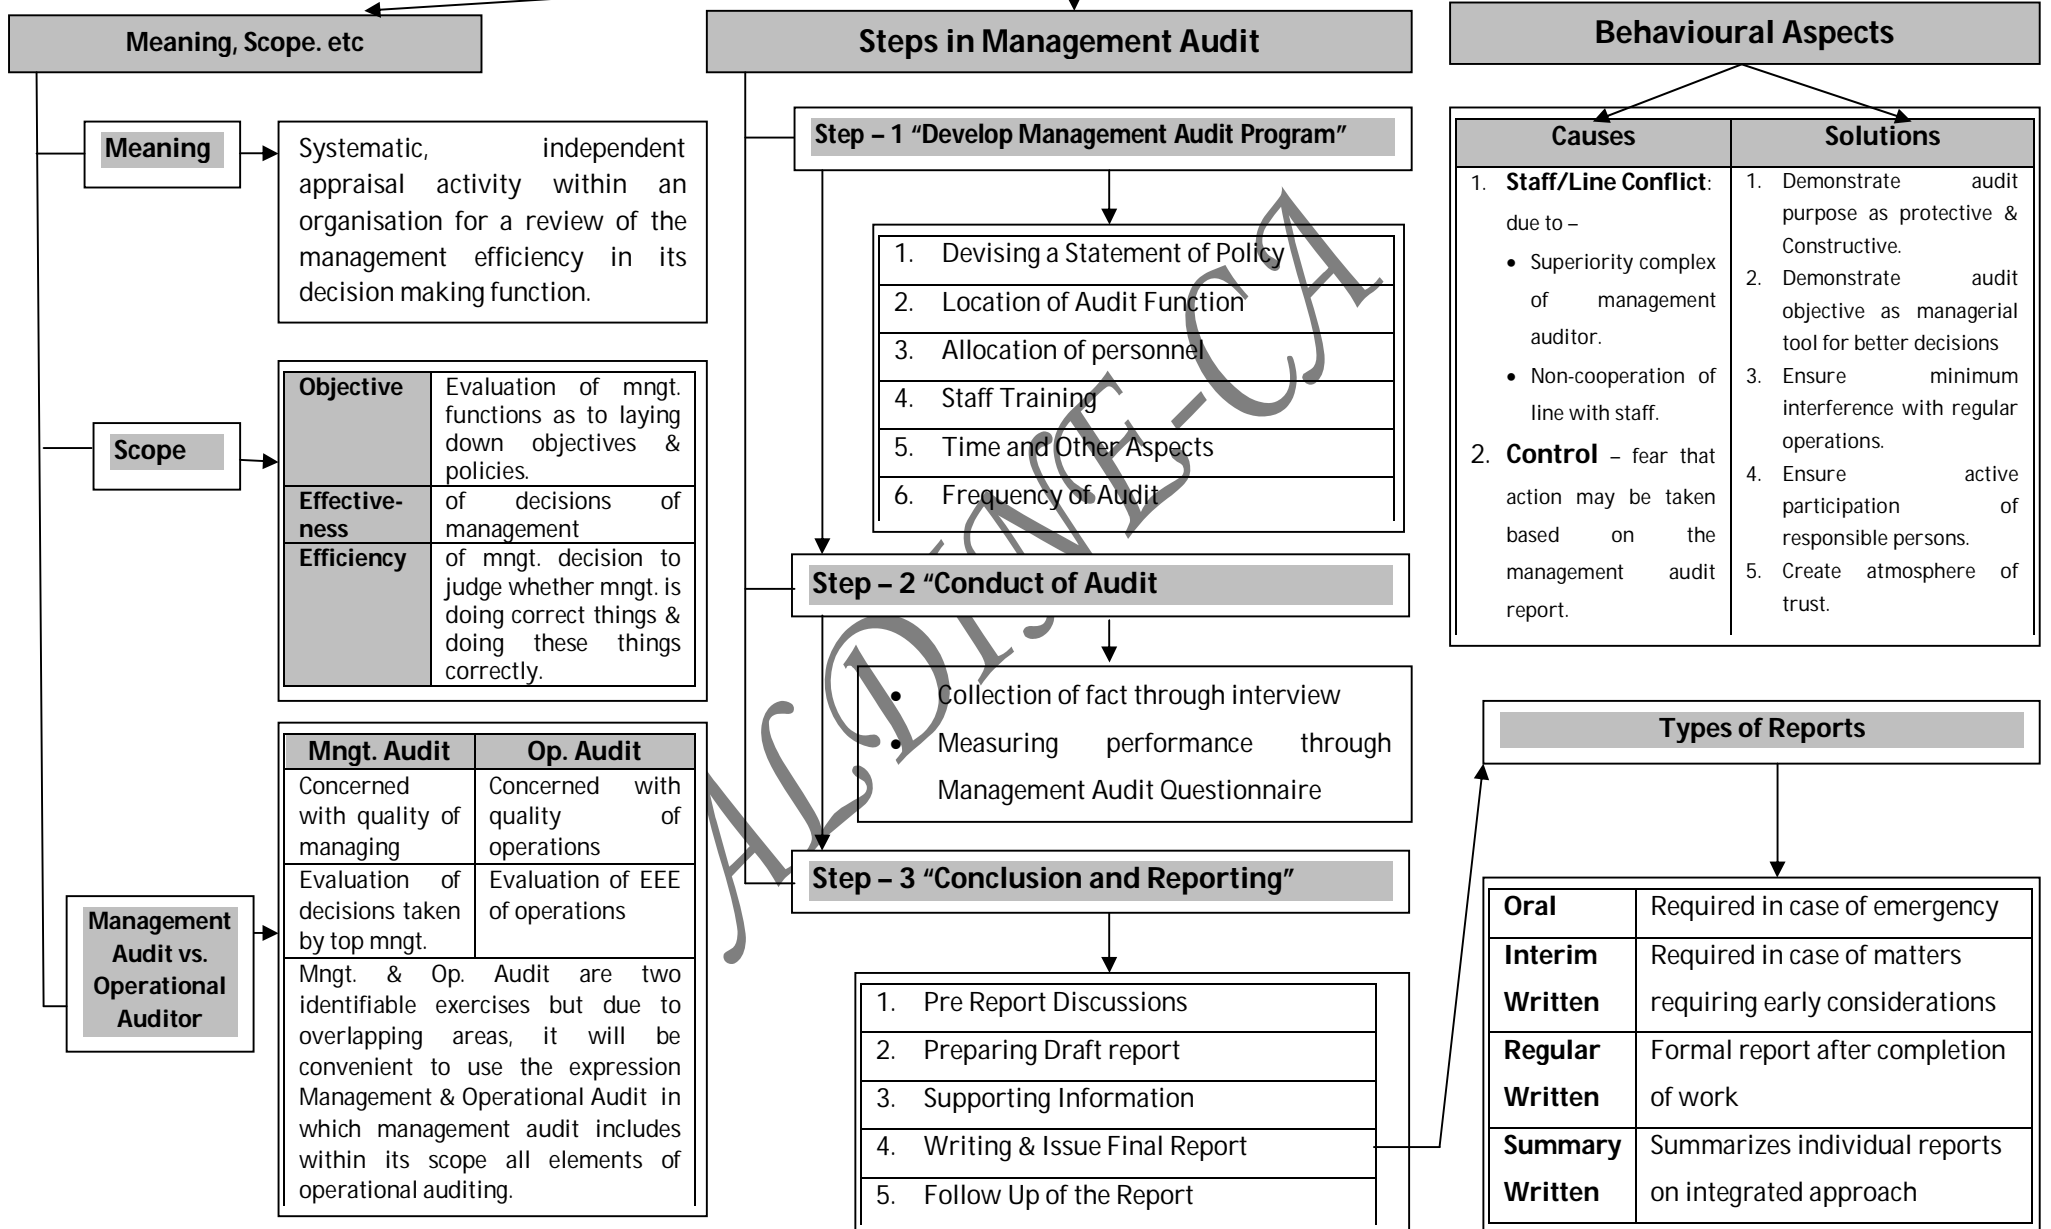 Meaning, Scope. etc
Meaning
Systematic, independent
appraisal activity within an
organisation for a review of the
management efficiency in its
decision making function.
Scope
Objective
Evaluation of mngt.
functions as to laying
down objectives &
policies.
Effective-
ness
of decisions of
management
Efficiency
of mngt. decision to
judge whether mngt. is
doing correct things &
doing these things
correctly.
Management
Audit vs.
Operational
Auditor
Mngt. Audit
Op. Audit
Concerned
with quality of
managing
Concerned with
quality of
operations
Evaluation of
decisions taken
by top mngt.
Evaluation of EEE
of operations
Mngt. & Op. Audit are two
identifiable exercises but due to
overlapping areas, it will be
convenient to use the expression
Management & Operational Audit in
which management audit includes
within its scope all elements of
operational auditing.
Steps in Management Audit
Step – 1 “Develop Management Audit Program”
1. Devising a Statement of Policy
2. Location of Audit Function
3. Allocation of personnel
4. Staff Training
5. Time and Other Aspects
6. Frequency of Audit
Step – 2 “Conduct of Audit
• Collection of fact through interview
• Measuring performance through
Management Audit Questionnaire
Step – 3 “Conclusion and Reporting”
1. Pre Report Discussions
2. Preparing Draft report
3. Supporting Information
4. Writing & Issue Final Report
5. Follow Up of the Report
Behavioural Aspects
Causes
1. Staff/Line Conflict:
due to –
• Superiority complex
of management
auditor.
• Non-cooperation of
line with staff.
2. Control – fear that
action may be taken
based on the
management audit
report.
Solutions
1. Demonstrate audit
purpose as protective &
Constructive.
2. Demonstrate audit
objective as managerial
tool for better decisions
3. Ensure minimum
interference with regular
operations.
4. Ensure active
participation of
responsible persons.
5. Create atmosphere of
trust.
Types of Reports
Oral
Required in case of emergency
Interim
Written
Required in case of matters
requiring early considerations
Regular
Written
Formal report after completion
of work
Summary
Written
Summarizes individual reports
on integrated approach
ALDINE-CA